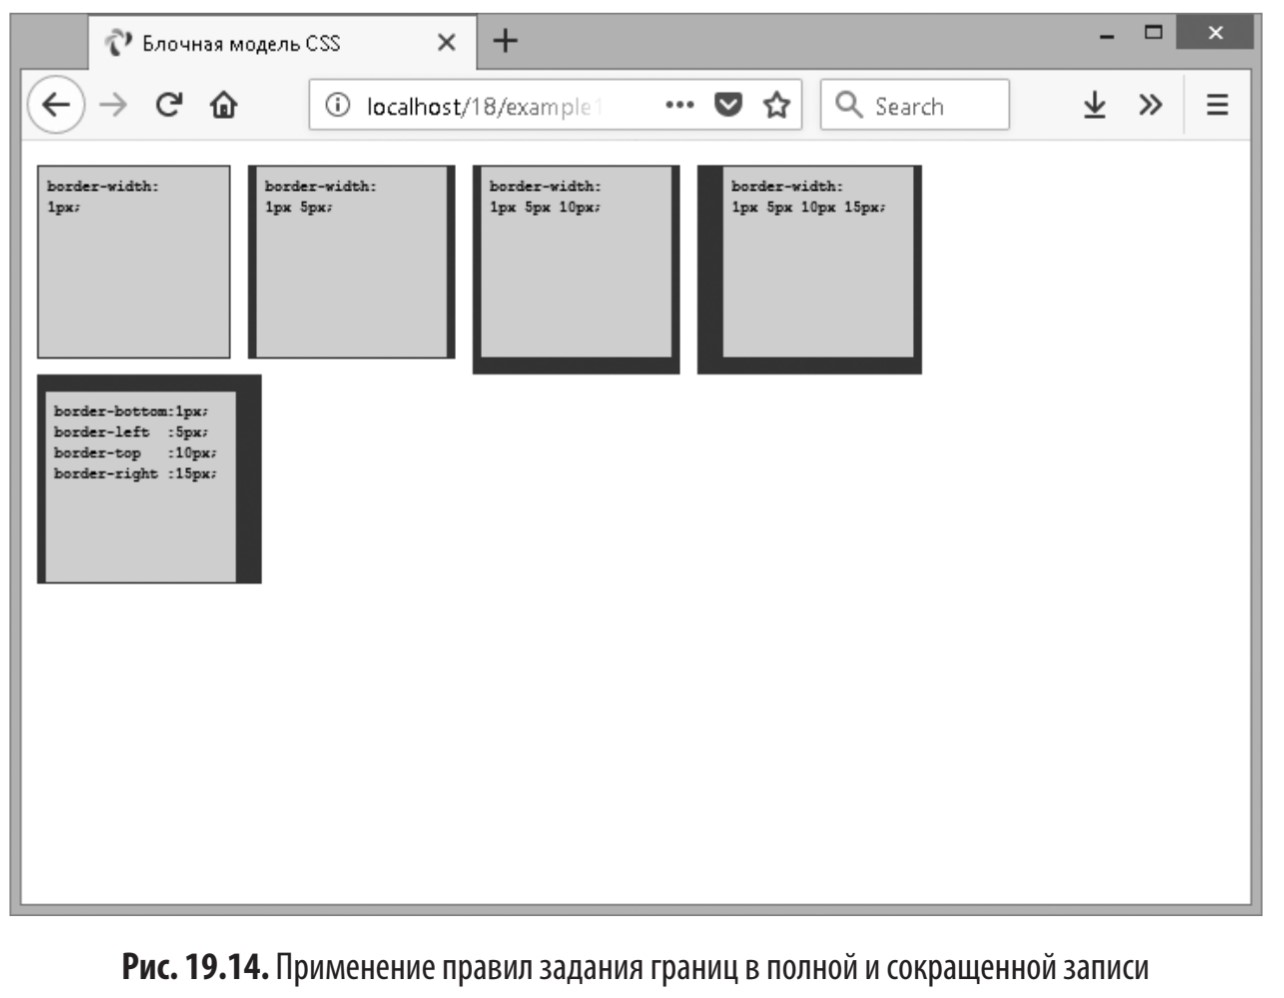 Блочная модель CSS
localhost/18/example1
Search
border-width:
1px;
border-width:
1px 5px;
border-width:
1px 5px 10px;
border-width:
1px 5px 10px 15px;
border-bottom:1px;
border-left  :5px;
border-top   :10px;
border-right :15px;
Рис. 19.14. Применение правил задания границ в полной и сокращенной записи